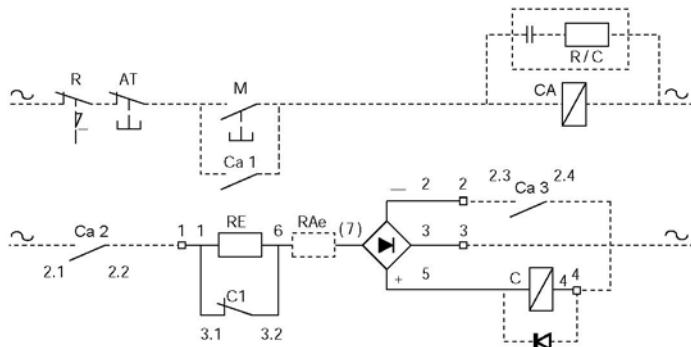 R/C
R AT M CA
Ca 1
2.3 Ca 3 2.4
— 2 2
Ca 2 1 1 RE 6 RAe (7) 3 3
2.1 2.2
+ 5 C 4 4
C1
3.1 3.2